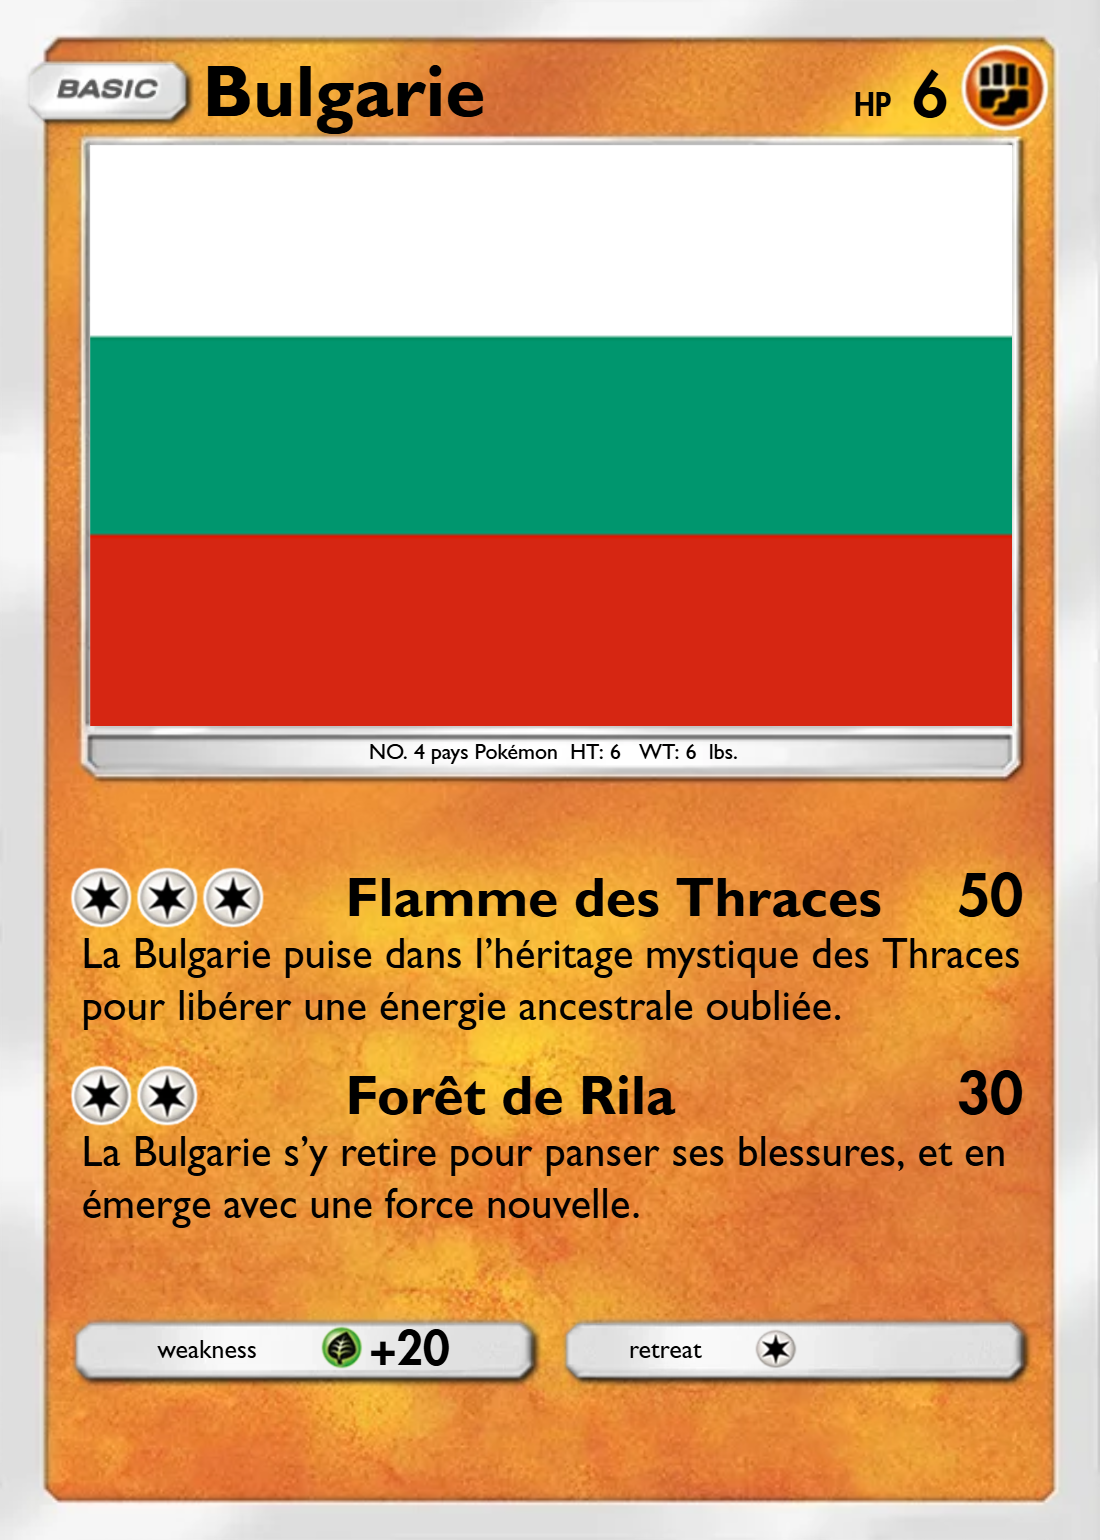 BASIC Bulgarie HP 6
NO. 4 pays Pokémon HT: 6 WT: 6 lbs.
Flamme des Thraces 50
La Bulgarie puise dans l’héritage mystique des Thraces
pour libérer une énergie ancestrale oubliée.
Forêt de Rila 30
La Bulgarie s’y retire pour panser ses blessures, et en
émerge avec une force nouvelle.
weakness +20 retreat